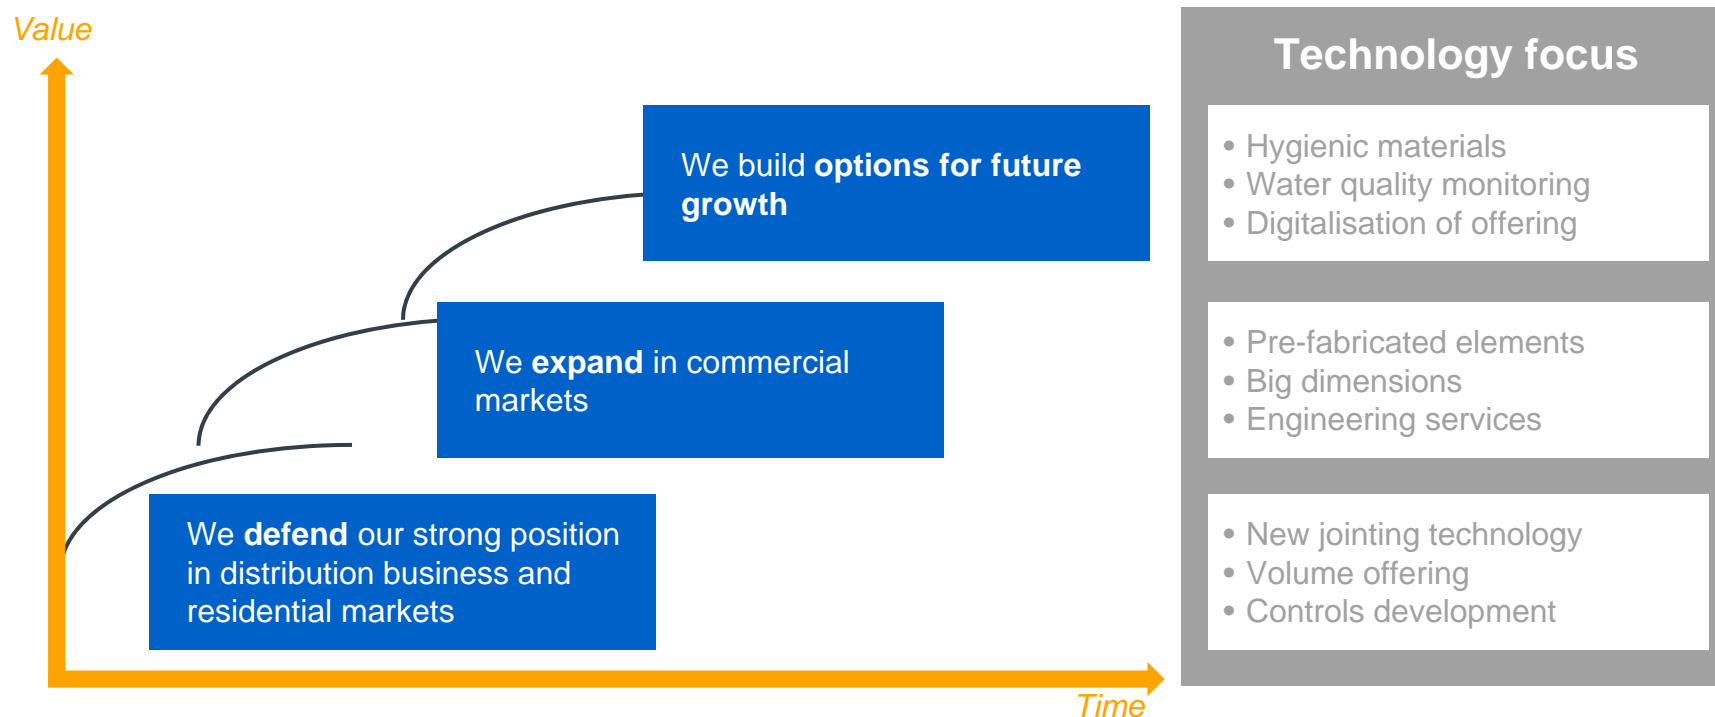 Value
Technology focus
We build options for future
growth
• Hygienic materials
• Water quality monitoring
• Digitalisation of offering
We expand in commercial
markets
• Pre-fabricated elements
• Big dimensions
• Engineering services
We defend our strong position
in distribution business and
residential markets
• New jointing technology
• Volume offering
• Controls development
Time